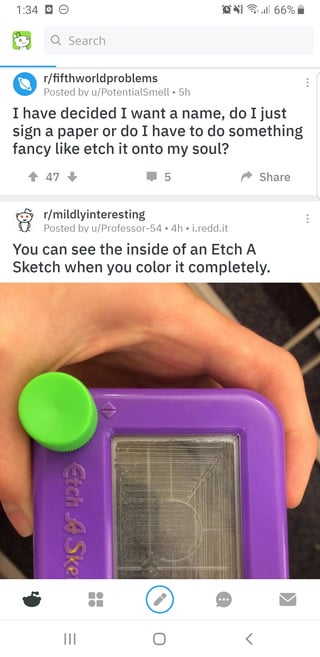 1:34
66%
Search
r/fifthworldproblems
Posted by u/PotentialSmell • 5h
I have decided I want a name, do I just
sign a paper or do I have to do something
fancy like etch it onto my soul?
47
5
Share
r/mildlyinteresting
Posted by u/Professor-54 • 4h • i.redd.it
You can see the inside of an Etch A
Sketch when you color it completely.
Etch A Ske